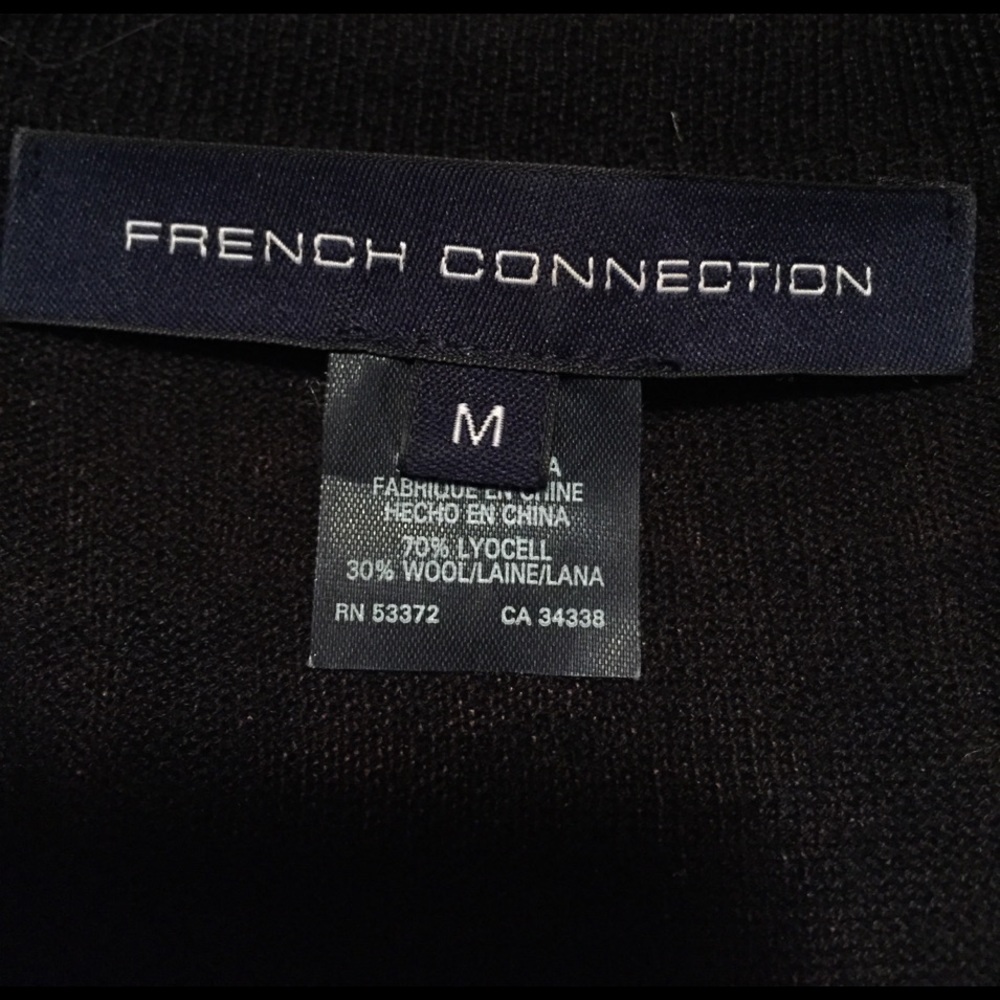 FRENCH CONNECTION
M
FABRIQUE EN CHINE
HECHO EN CHINA
70% LYOCELL
30% WOOL/LAINE/LANA
RN 53372 CA 34338